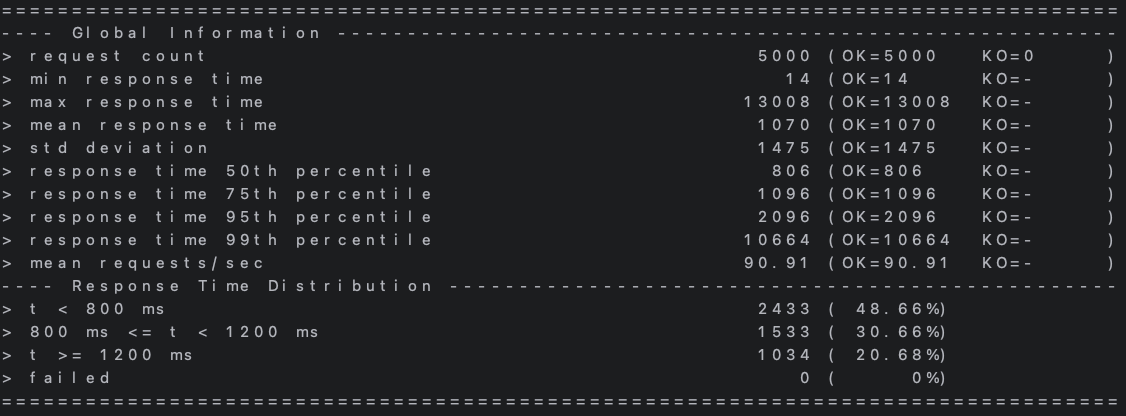 ================================================================================
---- Global Information --------------------------------------------------------
> request count                                       5000 (OK=5000   KO=0     )
> min response time                                     14 (OK=14     KO=-     )
> max response time                                  13008 (OK=13008  KO=-     )
> mean response time                                  1070 (OK=1070   KO=-     )
> std deviation                                       1475 (OK=1475   KO=-     )
> response time 50th percentile                        806 (OK=806    KO=-     )
> response time 75th percentile                       1096 (OK=1096   KO=-     )
> response time 95th percentile                       2096 (OK=2096   KO=-     )
> response time 99th percentile                      10664 (OK=10664  KO=-     )
> mean requests/sec                                  90.91 (OK=90.91  KO=-     )
---- Response Time Distribution ------------------------------------------------
> t < 800 ms                                          2433 ( 48.66%)
> 800 ms <= t < 1200 ms                               1533 ( 30.66%)
> t >= 1200 ms                                        1034 ( 20.68%)
> failed                                                 0 (     0%)
================================================================================